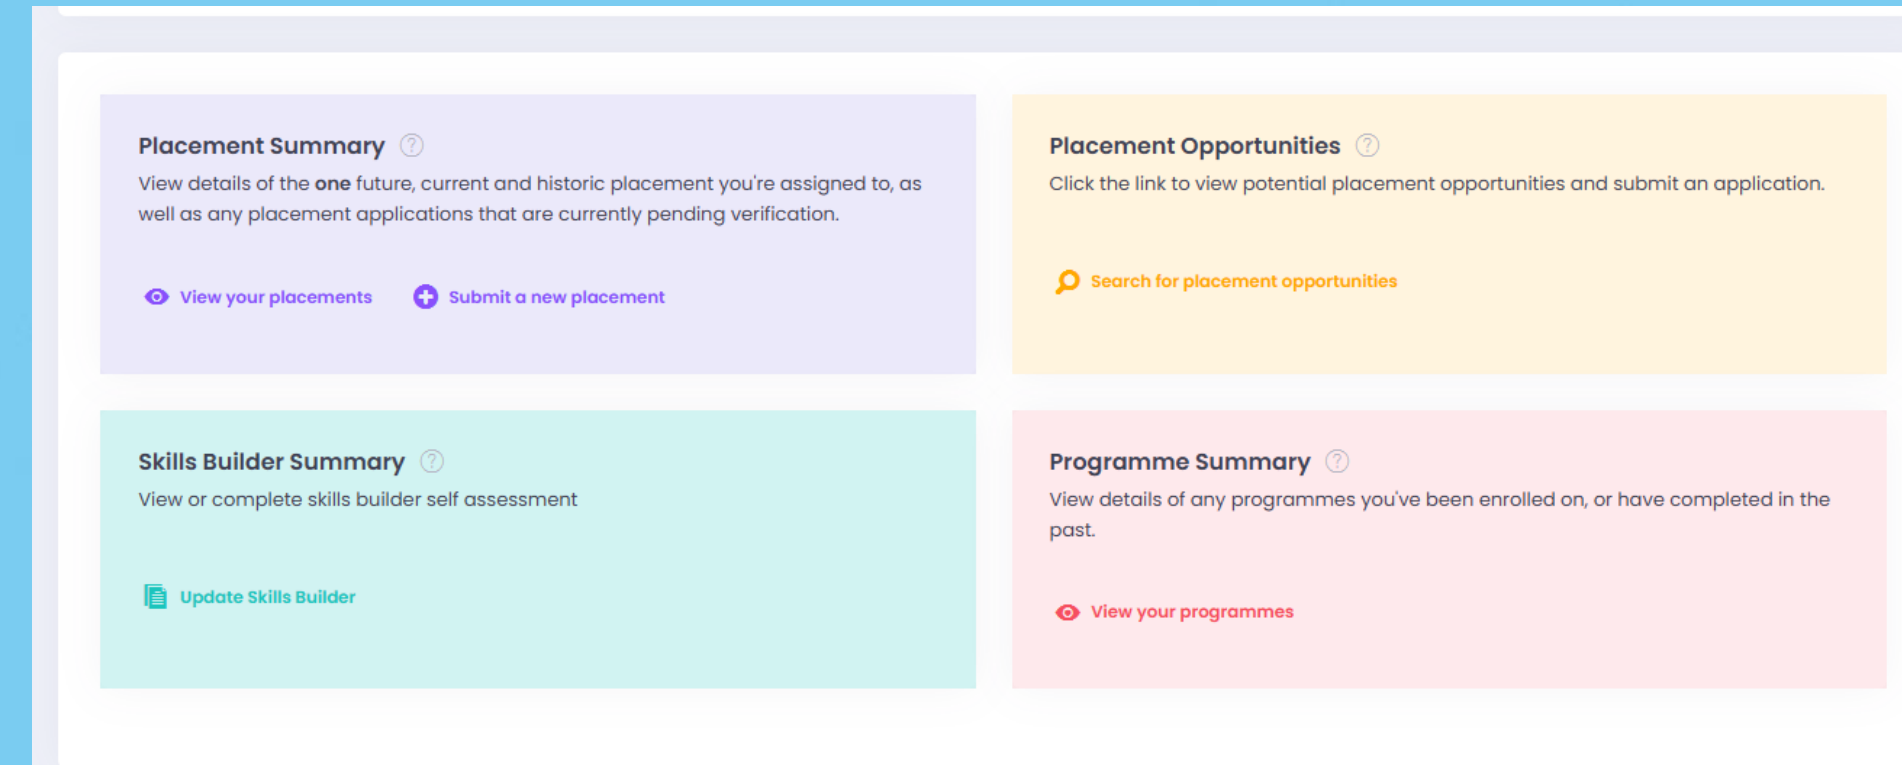 Placement Summary ?
View details of the one future, current and historic placement you're assigned to, as
well as any placement applications that are currently pending verification.
View your placements
Submit a new placement
Placement Opportunities ?
Click the link to view potential placement opportunities and submit an application.
Search for placement opportunities
Skills Builder Summary ?
View or complete skills builder self assessment
Update Skills Builder
Programme Summary ?
View details of any programmes you've been enrolled on, or have completed in the
past.
View your programmes